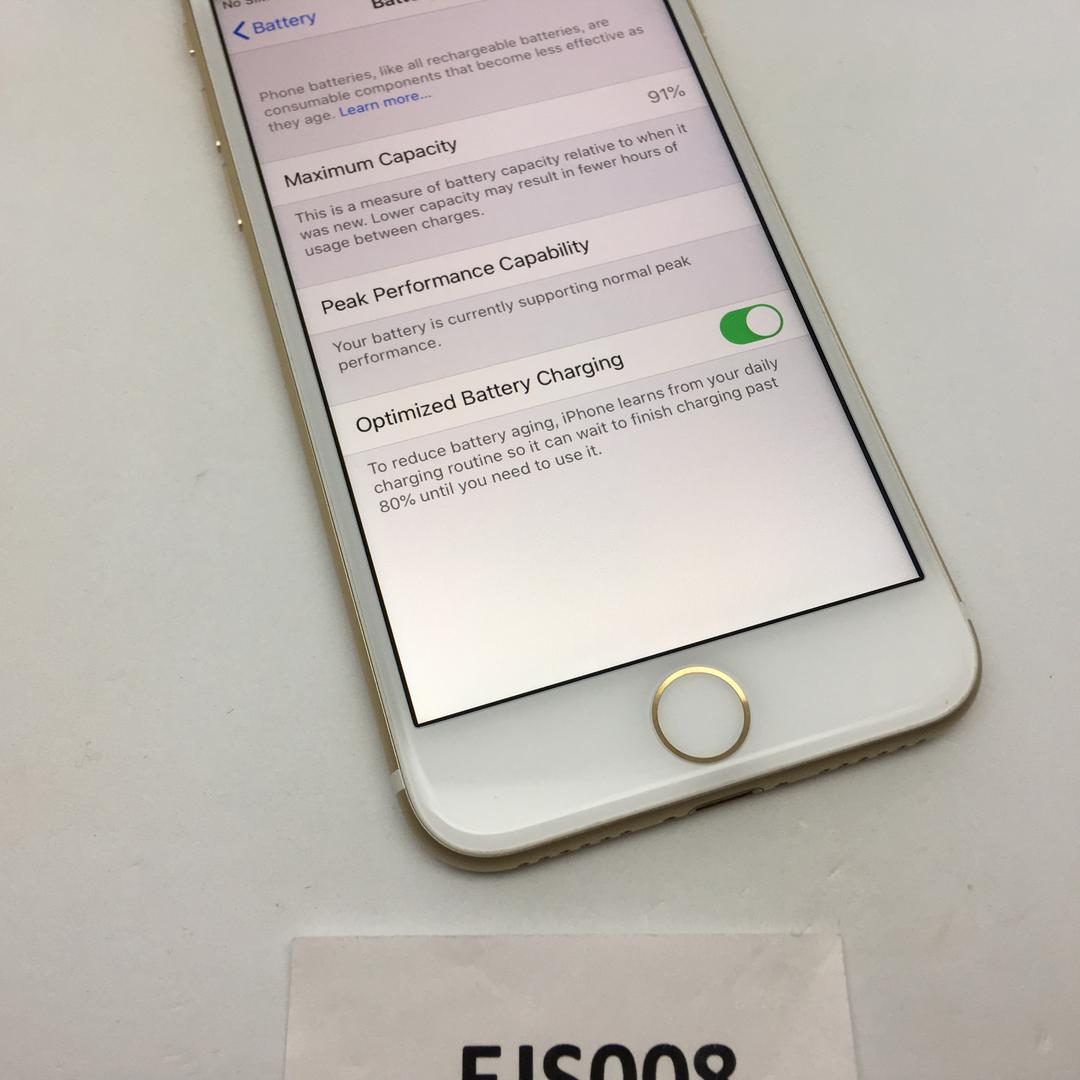 No SIM
Battery
Phone batteries, like all rechargeable batteries, are
consumable components that become less effective as
they age. Learn more...
Maximum Capacity 91%
This is a measure of battery capacity relative to when it
was new. Lower capacity may result in fewer hours of
usage between charges.
Peak Performance Capability
Your battery is currently supporting normal peak
performance.
Optimized Battery Charging
To reduce battery aging, iPhone learns from your daily
charging routine so it can wait to finish charging past
80% until you need to use it.